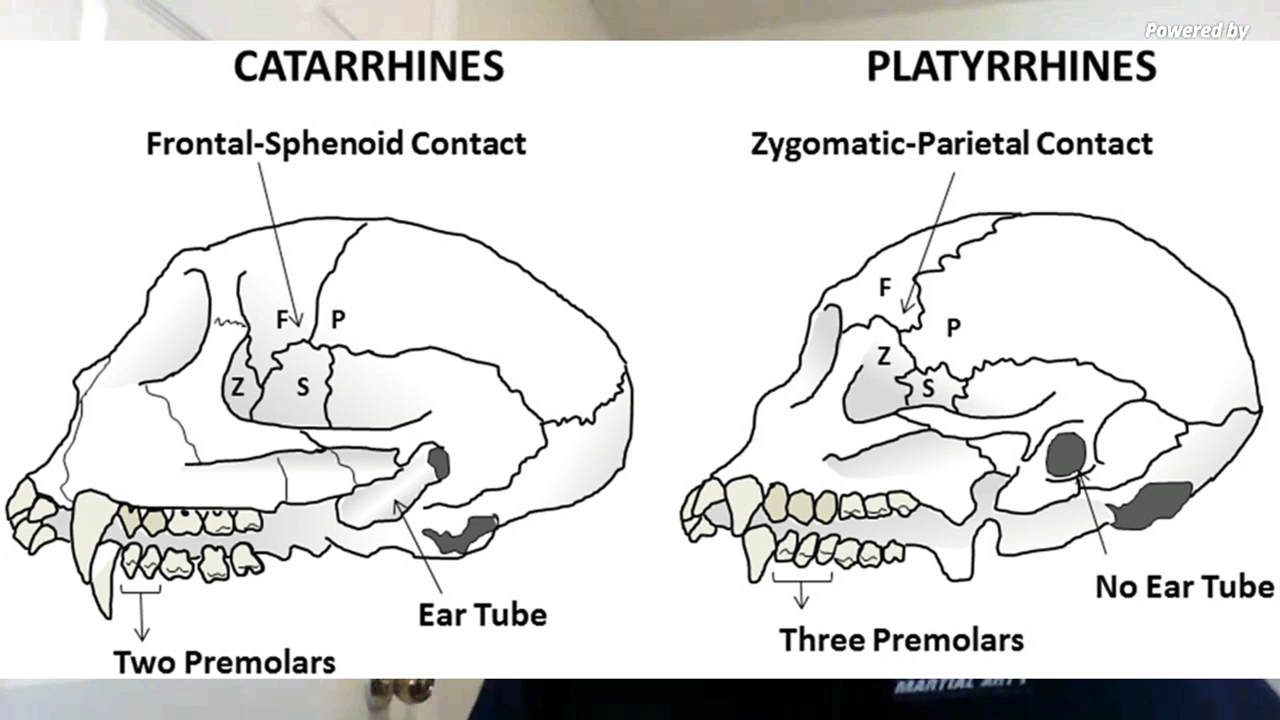 Powered by
CATARRHINES
PLATYRRHINES
Frontal-Sphenoid Contact
Zygomatic-Parietal Contact
F
P
Z
S
F
P
Z
S
Ear Tube
No Ear Tube
Two Premolars
Three Premolars
MARTIAL